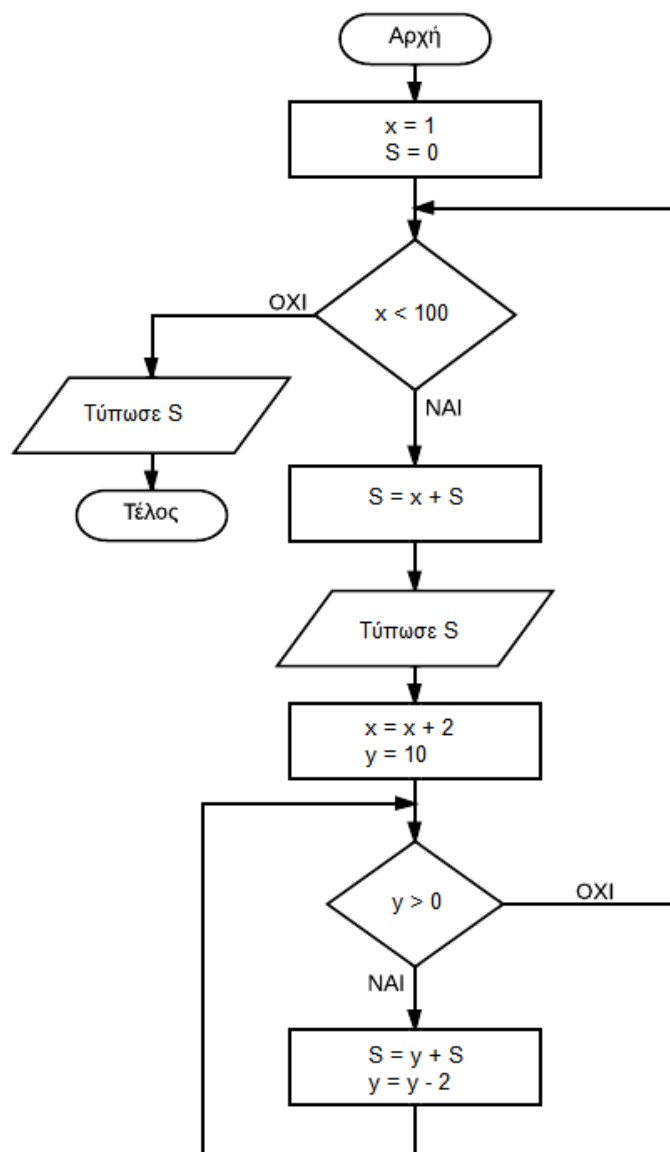 Αρχή
x = 1
S = 0
x < 100
ΟΧΙ
Τύπωσε S
Τέλος
ΝΑΙ
S = x + S
Τύπωσε S
x = x + 2
y = 10
y > 0
ΟΧΙ
ΝΑΙ
S = y + S
y = y - 2